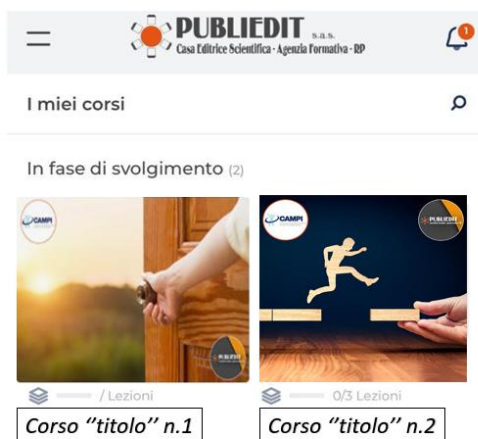 PUBLIEDIT s.a.s.
Casa Editrice Scientifica - Agenzia Formativa - RP
1
I miei corsi
In fase di svolgimento (2)
CAMPI
PUBLIEDIT
CAMPI
PUBLIEDIT
/ Lezioni
0/3 Lezioni
Corso ‘’titolo’’ n.1
Corso ‘’titolo’’ n.2